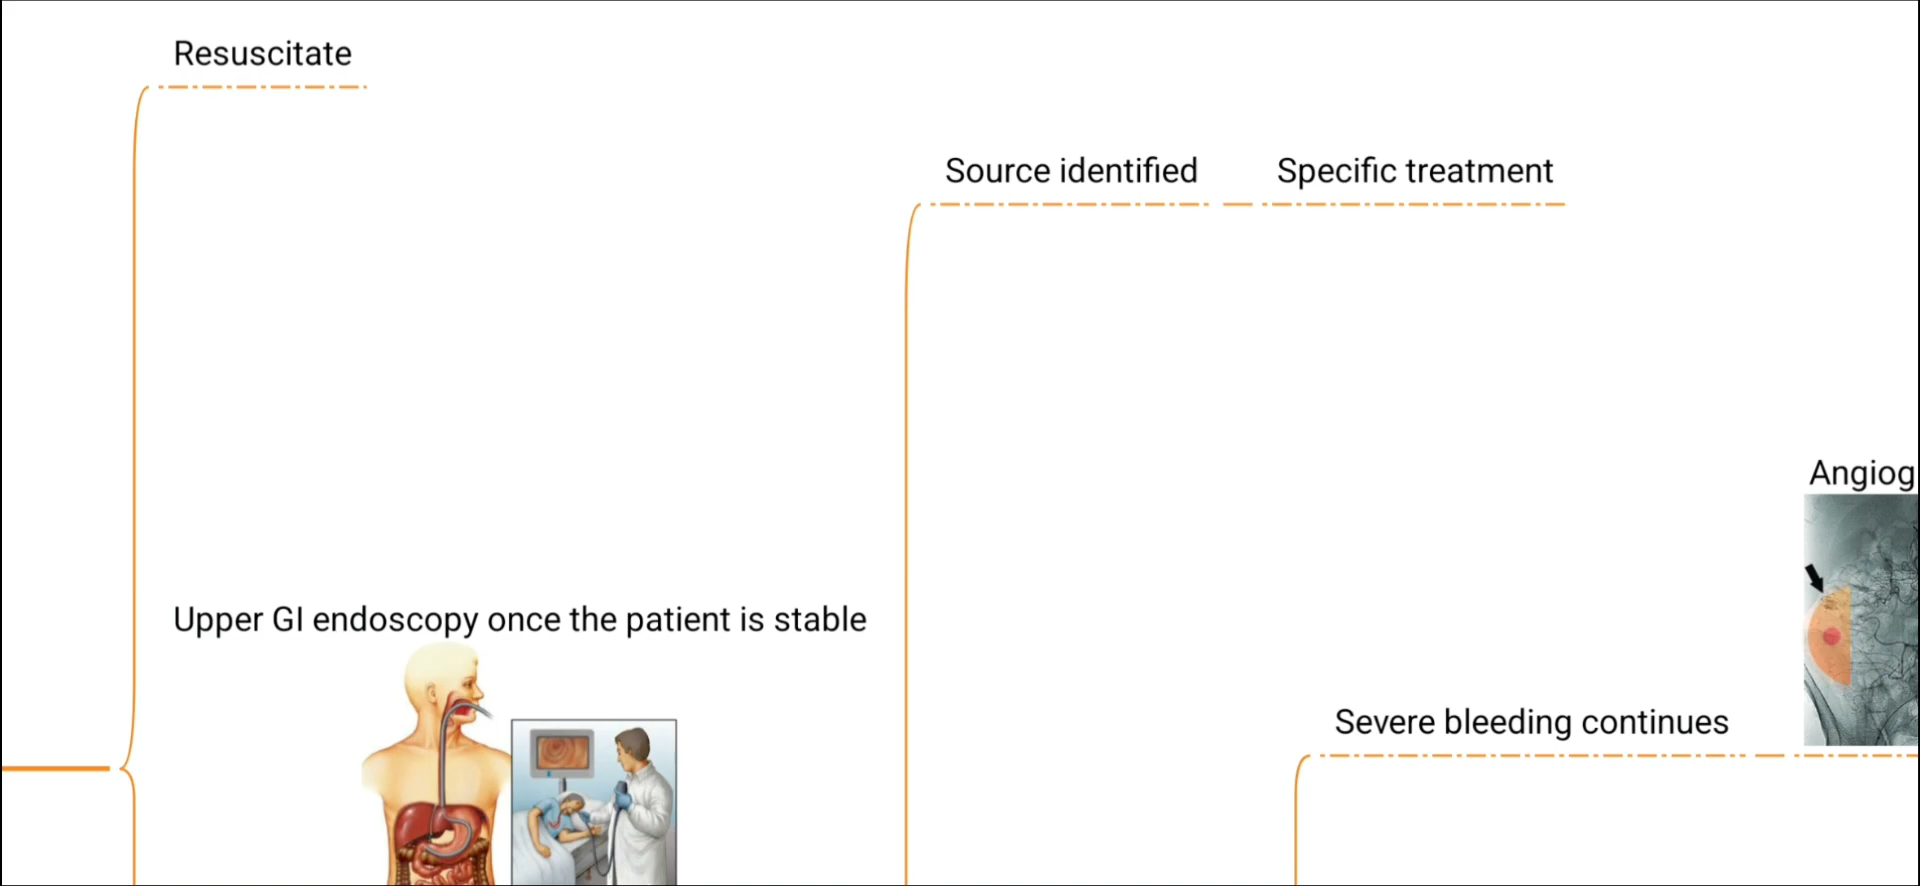 Resuscitate
Source identified
Specific treatment
Angiog
Upper GI endoscopy once the patient is stable
Severe bleeding continues